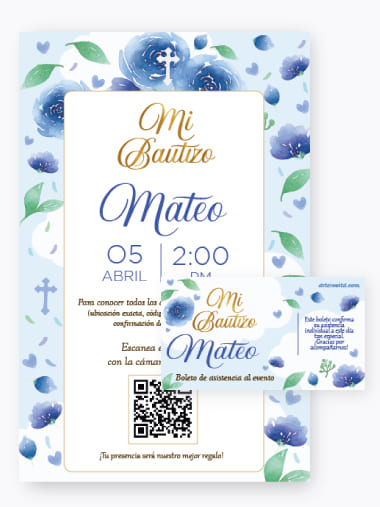 Mi
Bautizo
Mateo
05
ABRIL
2:00
PM
Para conocer todos los
(ubicación exacta, códig
confirmación d
Escanea e
con la cámar
¡Tu presencia será nuestro mejor regalo!
Mi
Bautizo
Mateo
Boleto de asistencia al evento
Este boleto confirma
su asistencia
individual a este día
tan especial.
¡Gracias por
acompañarnos!